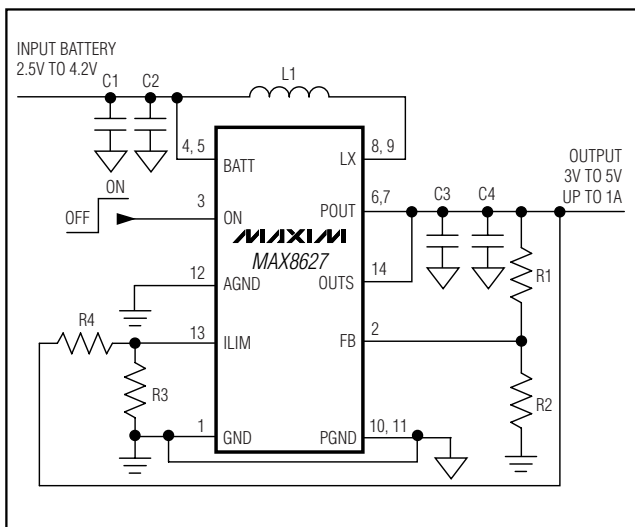 INPUT BATTERY
2.5V TO 4.2V
C1
C2
L1
4, 5
BATT
8, 9
LX
OUTPUT
3V TO 5V
UP TO 1A
ON
OFF
3
ON
6,7
POUT
C3
C4
MAXIM
MAX8627
R1
12
AGND
14
OUTS
R4
13
ILIM
2
FB
R3
R2
1
GND
10, 11
PGND